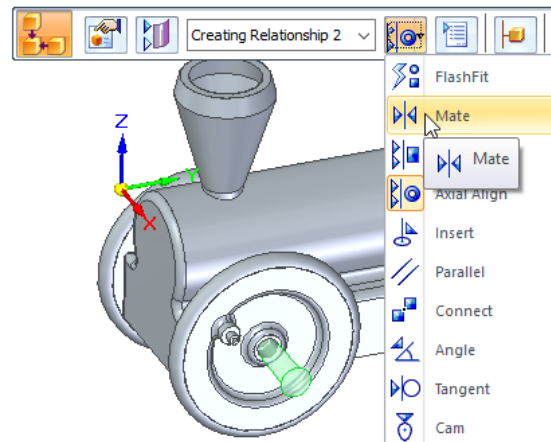 Creating Relationship 2
FlashFit
Mate
Mate
Axial Align
Insert
Parallel
Connect
Angle
Tangent
Cam
Z
Y
X